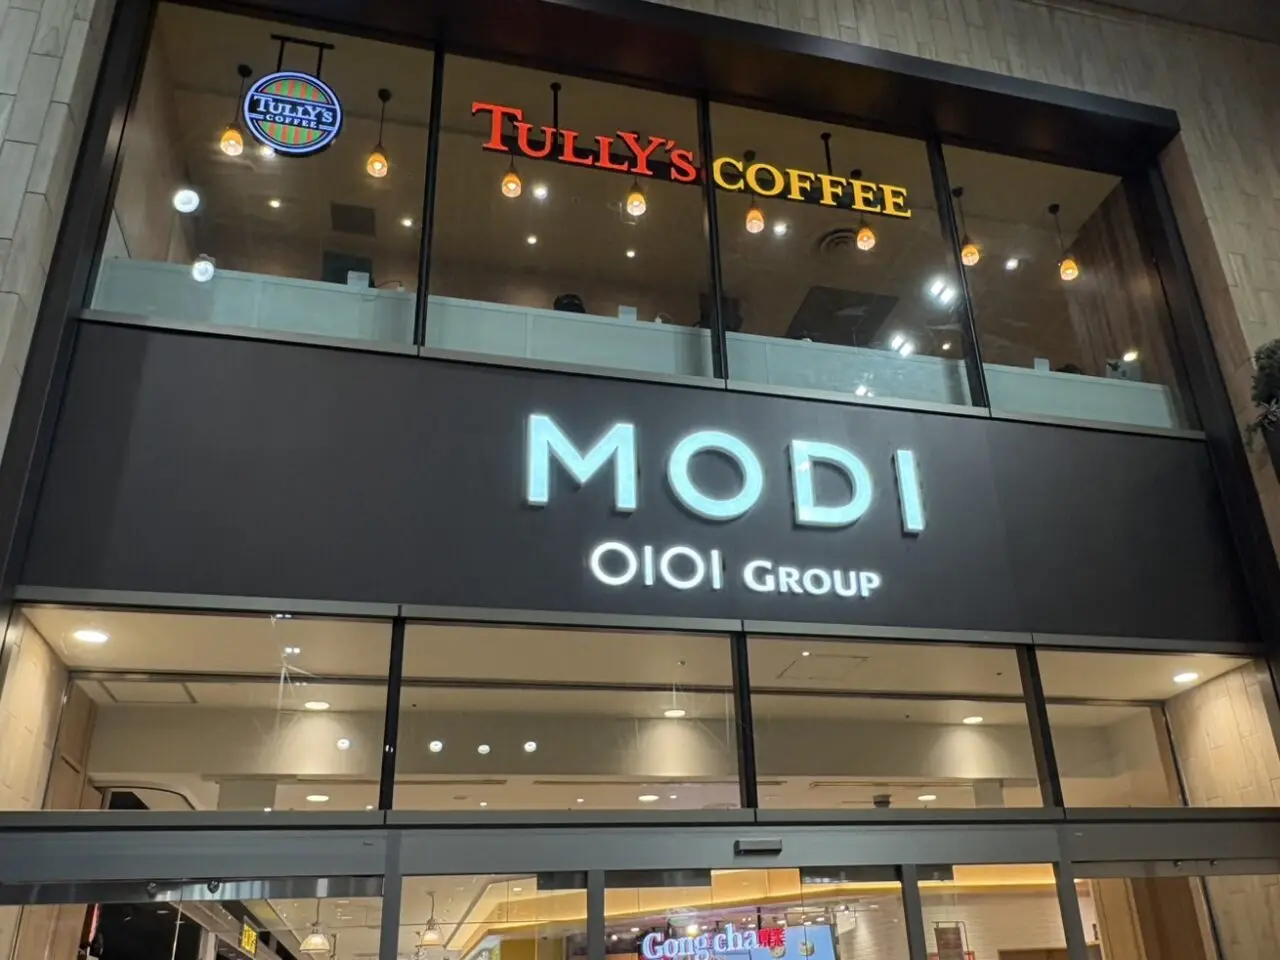 TULLY'S
COFFEE
TULLY'S COFFEE
MODI
OIOI GROUP
Gong cha